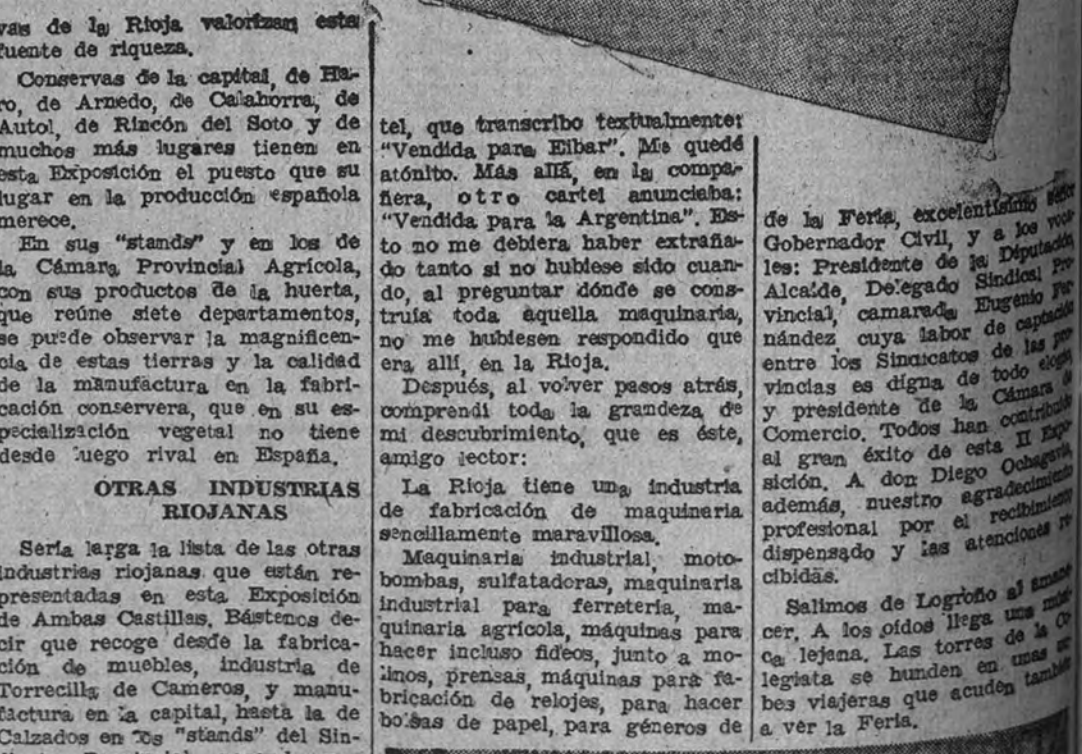 vas de la Rioja valorizan esta
fuente de riqueza.
Conservas de la capital, de Ha-
ro, de Arnedo, de Calahorra, de
Autol, de Rincón del Soto y de
muchos más lugares tienen en
esta Exposición el puesto que su
lugar en la producción española
merece.
En sus "stands" y en los de
la Cámara Provincial Agrícola,
con sus productos de la huerta,
que reúne siete departamentos,
se puede observar la magnificen-
cia de estas tierras y la calidad
de la manufactura en la fabri-
cación conservera, que en su es-
pecialización vegetal no tiene
desde luego rival en España.
OTRAS INDUSTRIAS
RIOJANAS
Sería larga la lista de las otras
industrias riojanas que están re-
presentadas en esta Exposición
de Ambas Castillas. Bástenos de-
cir que recoge desde la fabrica-
ción de muebles, industria de
Torrecilla de Cameros, y manu-
factura en la capital, hasta la de
Calzados en los "stands" del Sin-
tel, que transcribo textualmente:
"Vendida para Eibar". Me quedé
atónito. Más allá, en la compa-
ñera, otro cartel anunciaba:
"Vendida para la Argentina". Es-
to no me debiera haber extraña-
do tanto si no hubiese sido cuan-
do, al preguntar dónde se cons-
truía toda aquella maquinaria,
no me hubiesen respondido que
era allí, en la Rioja.
Después, al volver pasos atrás,
comprendí toda la grandeza de
mi descubrimiento, que es éste,
amigo lector:
La Rioja tiene una industria
de fabricación de maquinaria
sencillamente maravillosa.
Maquinaria industrial, moto-
bombas, sulfatadoras, maquinaria
industrial para ferretería, ma-
quinaria agrícola, máquinas para
hacer incluso fideos, junto a mo-
linos, prensas, máquinas para fa-
bricación de relojes, para hacer
bolsas de papel, para géneros de
de la Feria, excelentísimo señor
Gobernador Civil, y a los voca-
les: Presidente de la Diputación,
Alcalde, Delegado Sindical Pro-
vincial, camarada Eugenio Fer-
nández, cuya labor de captación
entre los Sindicatos de las pro-
vincias es digna de todo elogio,
y presidente de la Cámara de
Comercio. Todos han contribuído
al gran éxito de esta II Expo-
sición. A don Diego Ochagavía,
además, nuestro agradecimiento
profesional por el recibimiento
dispensado y las atenciones re-
cibidas.
Salimos de Logroño al amane-
cer. A los oídos llega una músi-
ca lejana. Las torres de la Co-
legiata se hunden en unas nu-
bes viajeras que acuden también
a ver la Feria.